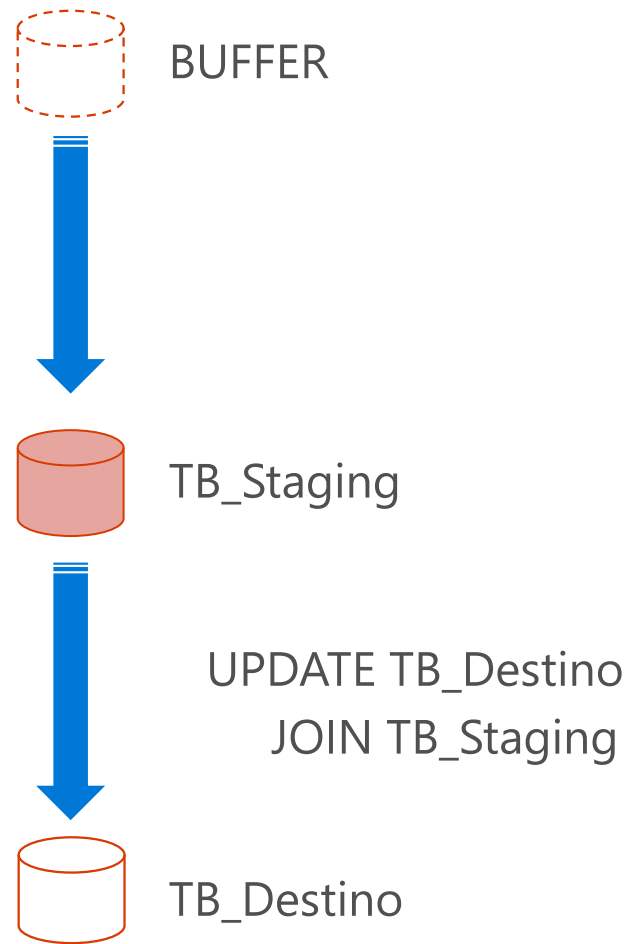 BUFFER
TB_Staging
UPDATE TB_Destino
JOIN TB_Staging
TB_Destino